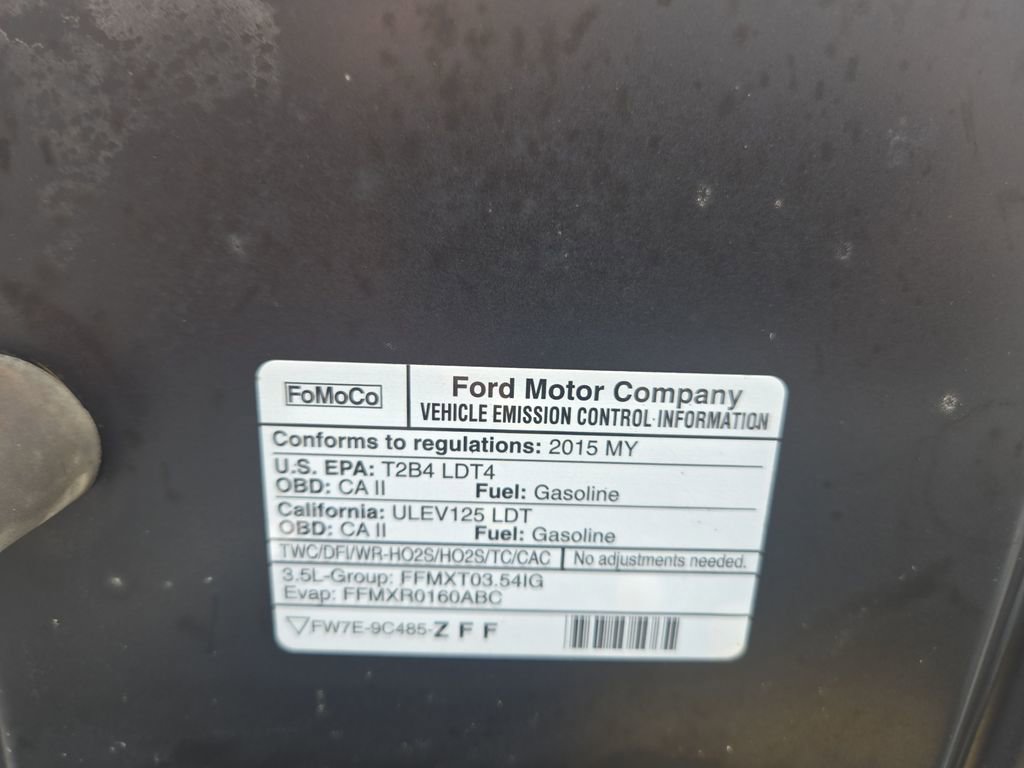 FoMoCo
Ford Motor Company
VEHICLE EMISSION CONTROL INFORMATION
Conforms to regulations: 2015 MY
U.S. EPA: T2B4 LDT4
OBD: CA II Fuel: Gasoline
California: ULEV125 LDT
OBD: CA II Fuel: Gasoline
TWC/DFI/WR-HO2S/HO2S/TC/CAC No adjustments needed.
3.5L-Group: FFMXT03.54IG
Evap: FFMXR0160ABC
FW7E-9C485-Z F F